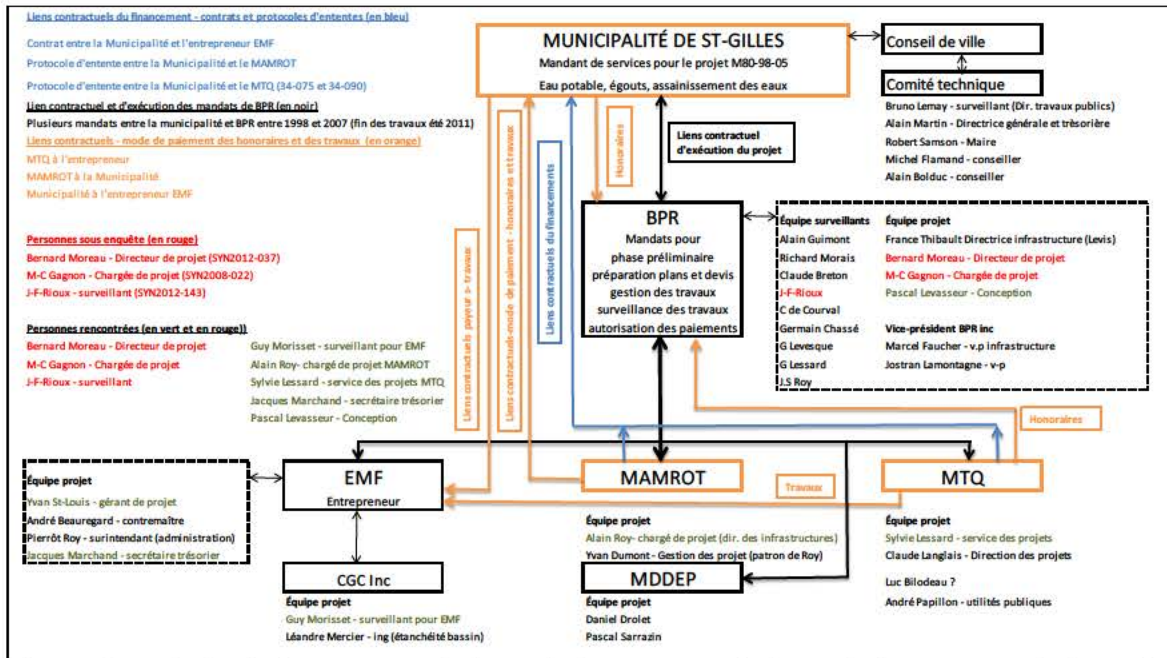 Liens contractuels du financement - contrats et protocoles d'ententes (en bleu)
Contrat entre la Municipalité et l'entrepreneur EMF
Protocole d'entente entre la Municipalité et le MAMROT
Protocole d'entente entre la Municipalité et le MTQ (34-075 et 34-090)
Lien contractuel et d'exécution des mandats de BPR (en noir)
Plusieurs mandats entre la municipalité et BPR entre 1998 et 2007 (fin des travaux été 2011)
Liens contractuels - mode de paiement des honoraires et des travaux (en orange)
MTQ à l'entrepreneur
MAMROT à la Municipalité
Municipalité à l'entrepreneur EMF
Personnes sous enquête (en rouge)
Bernard Moreau - Directeur de projet (SYN2012-037)
M-C Gagnon - Chargée de projet (SYN2008-022)
J-F-Rioux - surveillant (SYN2012-143)
Personnes rencontrées (en vert et en rouge))
Bernard Moreau - Directeur de projet
M-C Gagnon - Chargée de projet
J-F-Rioux - surveillant
Guy Morisset - surveillant pour EMF
Alain Roy- chargé de projet MAMROT
Sylvie Lessard - service des projets MTQ
Jacques Marchand - secrétaire trésorier
Pascal Levasseur - Conception
MUNICIPALITÉ DE ST-GILLES
Mandant de services pour le projet M80-98-05
Eau potable, égouts, assainissement des eaux
Conseil de ville
Comité technique
Bruno Lemay - surveillant (Dir. travaux publics)
Alain Martin - Directrice générale et trèsorière
Robert Samson - Maire
Michel Flamand - conseiller
Alain Bolduc - conseiller
Liens contractuels payeur travaux
Liens contractuels-mode de paiement - honoraires et travaux
Liens contractuels du financements
Honoraires
Liens contractuel
d'exécution du projet
BPR
Mandats pour
phase préliminaire
préparation plans et devis
gestion des travaux
surveillance des travaux
autorisation des paiements
Équipe surveillants
Alain Guimont
Richard Morais
Claude Breton
J-F-Rioux
C de Courval
Germain Chassé
G Levesque
G Lessard
J.S Roy
Équipe projet
France Thibault Directrice infrastructure (Levis)
Bernard Moreau - Directeur de projet
M-C Gagnon - Chargée de projet
Pascal Levasseur - Conception
Vice-président BPR inc
Marcel Faucher - v.p infrastructure
Jostran Lamontagne - v-p
Honoraires
Travaux
Équipe projet
Yvan St-Louis - gérant de projet
André Beauregard - contremaître
Pierrôt Roy - surintendant (administration)
Jacques Marchand - secrétaire trésorier
EMF
Entrepreneur
CGC Inc
Équipe projet
Guy Morisset - surveillant pour EMF
Léandre Mercier - ing (étanchéité bassin)
MAMROT
Équipe projet
Alain Roy- chargé de projet (dir. des infrastructures)
Yvan Dumont - Gestion des projet (patron de Roy)
MDDEP
Équipe projet
Daniel Drolet
Pascal Sarrazin
MTQ
Équipe projet
Sylvie Lessard - service des projets
Claude Langlais - Direction des projets
Luc Bilodeau ?
André Papillon - utilités publiques